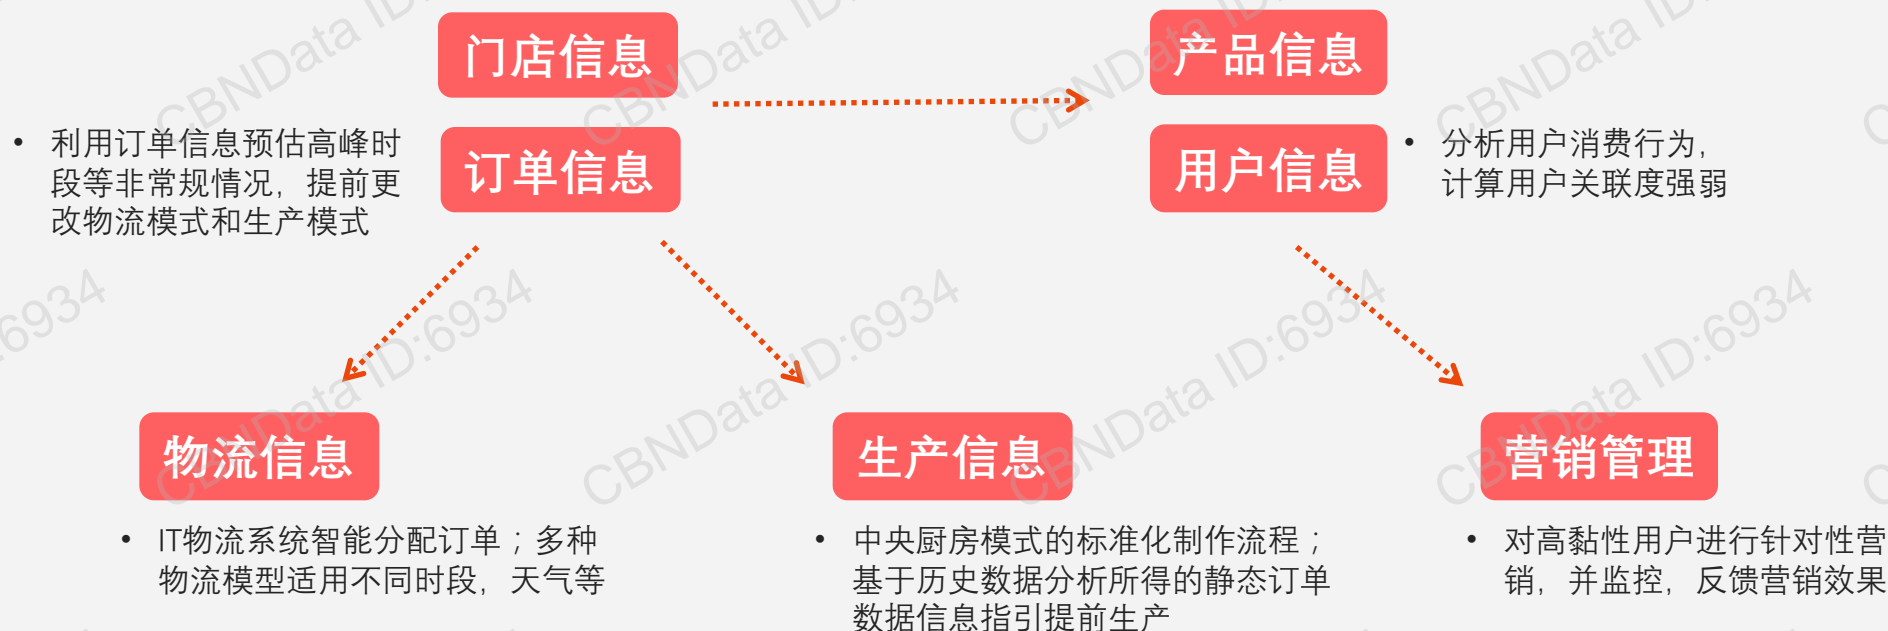 门店信息
产品信息
订单信息
用户信息
• 利用订单信息预估高峰时
段等非常规情况，提前更
改物流模式和生产模式
• 分析用户消费行为，
计算用户关联度强弱
物流信息
生产信息
营销管理
• IT物流系统智能分配订单；多种
物流模型适用不同时段，天气等
• 中央厨房模式的标准化制作流程；
基于历史数据分析所得的静态订单
数据信息指引提前生产
• 对高黏性用户进行针对性营
销，并监控，反馈营销效果
CBNData ID:6934